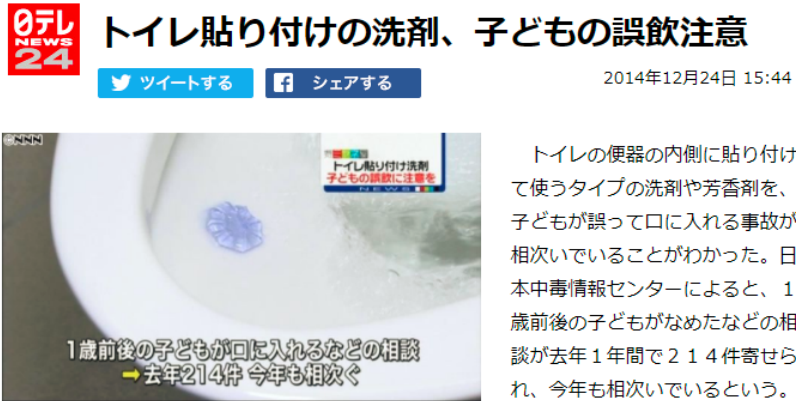 日テレ
NEWS
24
トイレ貼り付けの洗剤、子どもの誤飲注意
ツイートする
シェアする
2014年12月24日 15:44
©NNN
トイレ貼り付け洗剤
子どもの誤飲に注意を
NEWS
1歳前後の子どもが口に入れるなどの相談
➡去年214件 今年も相次ぐ
トイレの便器の内側に貼り付け
て使うタイプの洗剤や芳香剤を、
子どもが誤って口に入れる事故が
相次いでいることがわかった。日
本中毒情報センターによると、１
歳前後の子どもがなめたなどの相
談が去年１年間で２１４件寄せら
れ、今年も相次いでいるという。